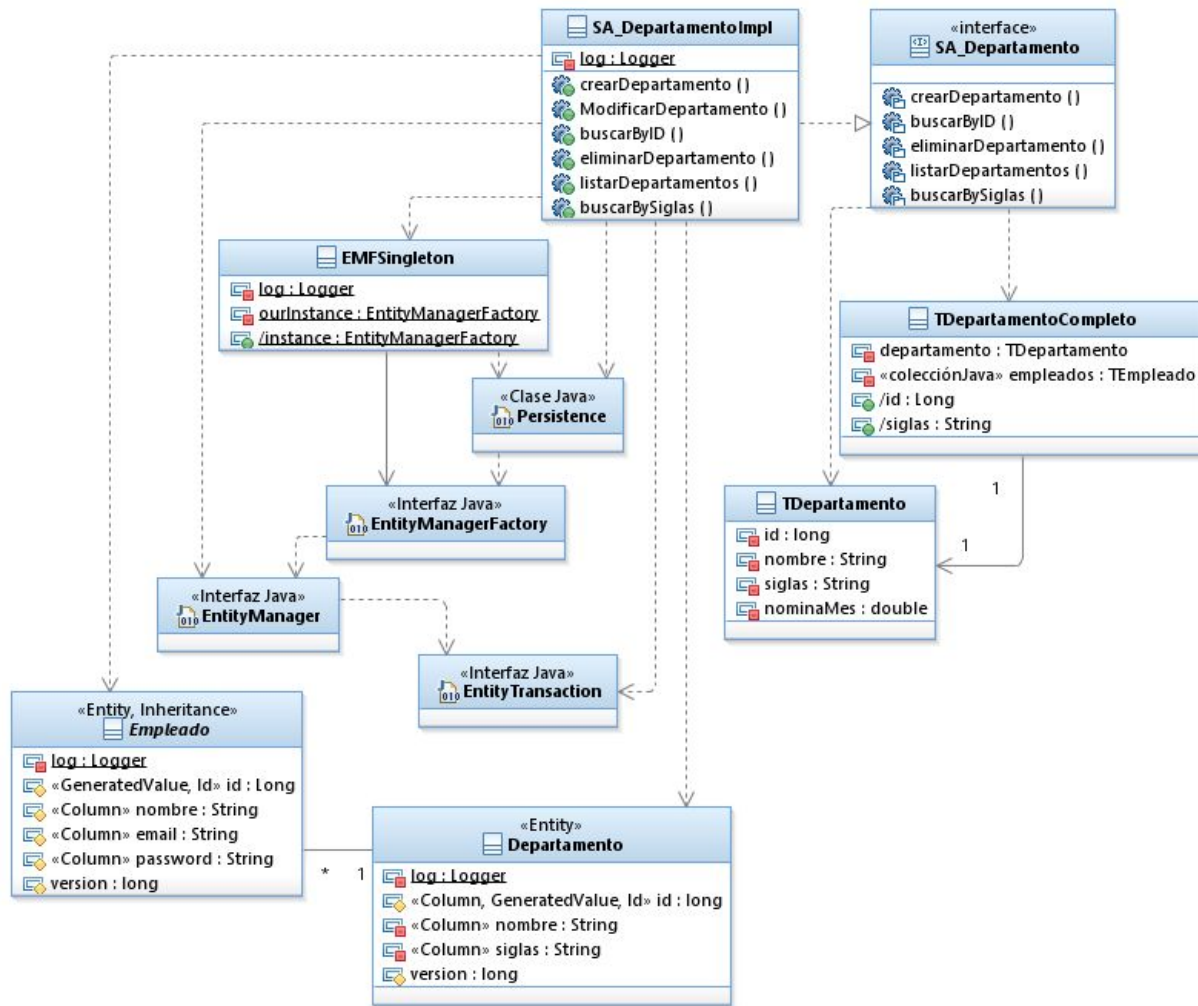 SA_DepartamentoImpl
log : Logger
crearDepartamento ()
ModificarDepartamento ()
buscarByID ()
eliminarDepartamento ()
listarDepartamentos ()
buscarBySiglas ()
«interface»
SA_Departamento
crearDepartamento ()
buscarByID ()
eliminarDepartamento ()
listarDepartamentos ()
buscarBySiglas ()
EMFSingleton
log : Logger
ourInstance : EntityManagerFactory
/instance : EntityManagerFactory
TDepartamentoCompleto
departamento : TDepartamento
«colecciónJava» empleados : TEmpleado
/id : Long
/siglas : String
«Clase Java»
Persistence
1
1
«Interfaz Java»
EntityManagerFactory
TDepartamento
id : long
nombre : String
siglas : String
nominaMes : double
«Interfaz Java»
EntityManager
«Interfaz Java»
EntityTransaction
«Entity, Inheritance»
Empleado
log : Logger
«GeneratedValue, Id» id : Long
«Column» nombre : String
«Column» email : String
«Column» password : String
version : long
* 1
«Entity»
Departamento
log : Logger
«Column, GeneratedValue, Id» id : long
«Column» nombre : String
«Column» siglas : String
version : long